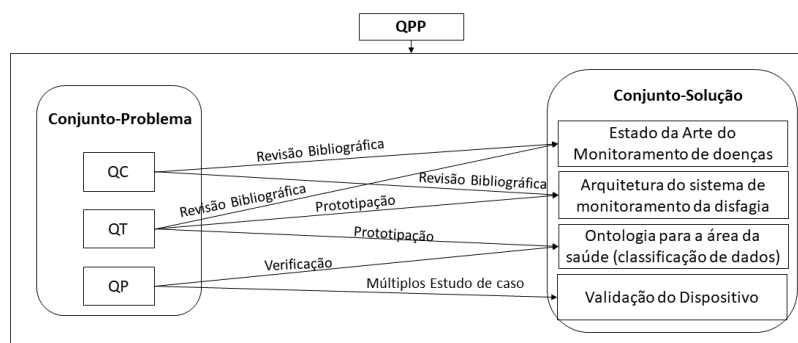 QPP
Conjunto-Problema
Conjunto-Solução
QC
QT
QP
Revisão Bibliográfica
Revisão Bibliográfica
Revisão Bibliográfica
Prototipação
Prototipação
Verificação
Múltiplos Estudo de caso
Estado da Arte do
Monitoramento de doenças
Arquitetura do sistema de
monitoramento da disfagia
Ontologia para a área da
saúde (classificação de dados)
Validação do Dispositivo